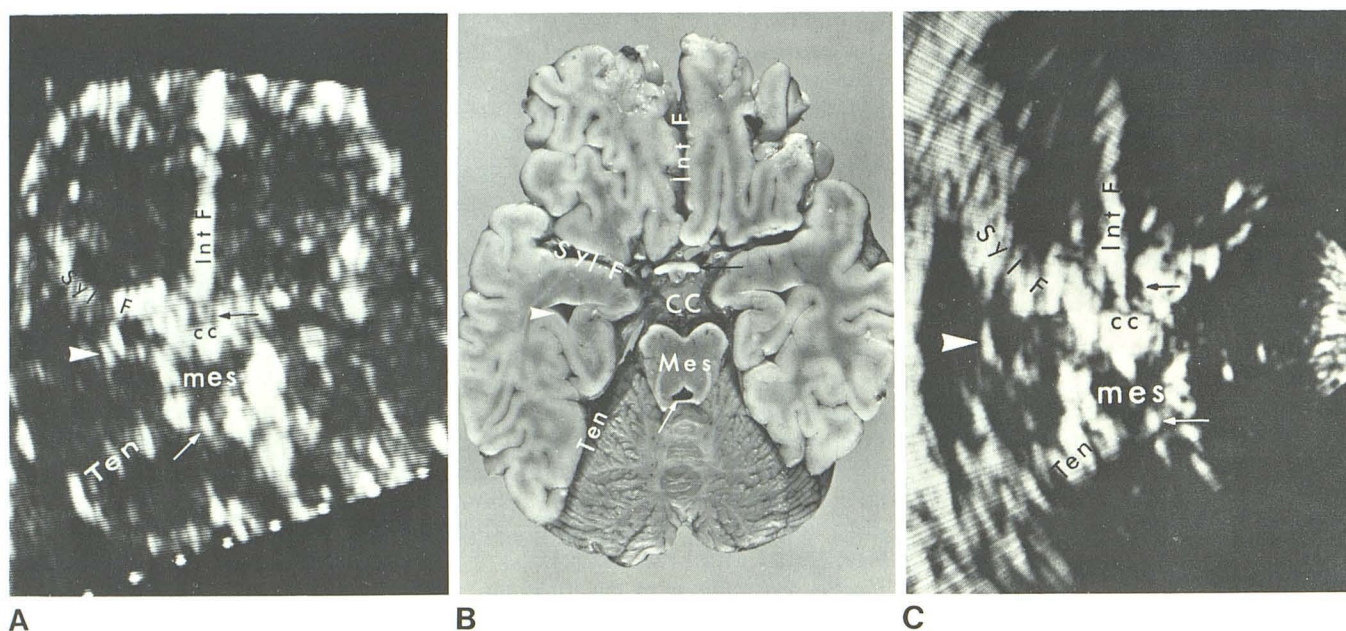 Int F
Syl F
cc
mes
Ten
A
Int F
Syl F
CC
Mes
Ten
B
Int F
Syl F
cc
mes
Ten
C